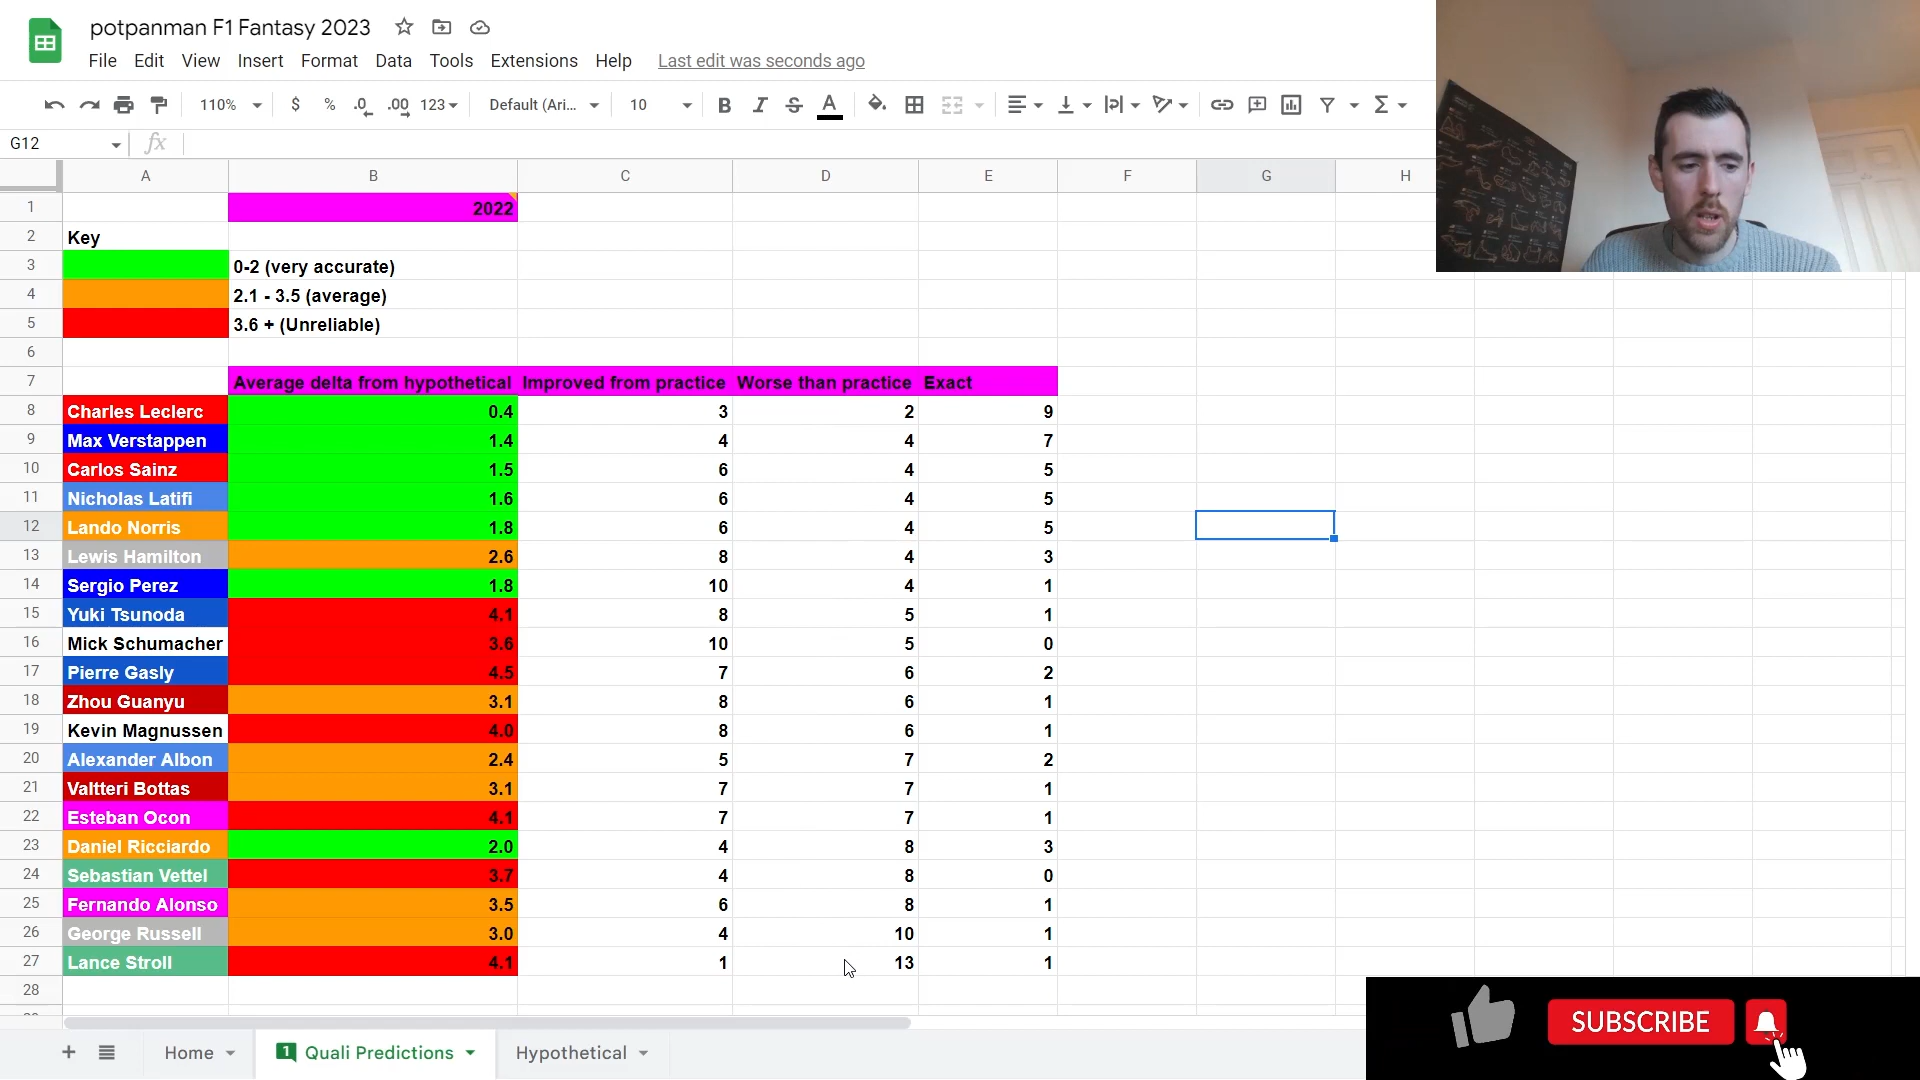 potpanman F1 Fantasy 2023
File Edit View Insert Format Data Tools Extensions Help Last edit was seconds ago
110% $ % .0 .00 123 Default (Ari... 10 B I S A
G12 fx
A B C D E F G H
1 2022
2 Key
3 0-2 (very accurate)
4 2.1 - 3.5 (average)
5 3.6 + (Unreliable)
6
7 Average delta from hypothetical Improved from practice Worse than practice Exact
8 Charles Leclerc 0.4 3 2 9
9 Max Verstappen 1.4 4 4 7
10 Carlos Sainz 1.5 6 4 5
11 Nicholas Latifi 1.6 6 4 5
12 Lando Norris 1.8 6 4 5
13 Lewis Hamilton 2.6 8 4 3
14 Sergio Perez 1.8 10 4 1
15 Yuki Tsunoda 4.1 8 5 1
16 Mick Schumacher 3.6 10 5 0
17 Pierre Gasly 4.5 7 6 2
18 Zhou Guanyu 3.1 8 6 1
19 Kevin Magnussen 4.0 8 6 1
20 Alexander Albon 2.4 5 7 2
21 Valtteri Bottas 3.1 7 7 1
22 Esteban Ocon 4.1 7 7 1
23 Daniel Ricciardo 2.0 4 8 3
24 Sebastian Vettel 3.7 4 8 0
25 Fernando Alonso 3.5 6 8 1
26 George Russell 3.0 4 10 1
27 Lance Stroll 4.1 1 13 1
28
SUBSCRIBE
Home 1 Quali Predictions Hypothetical